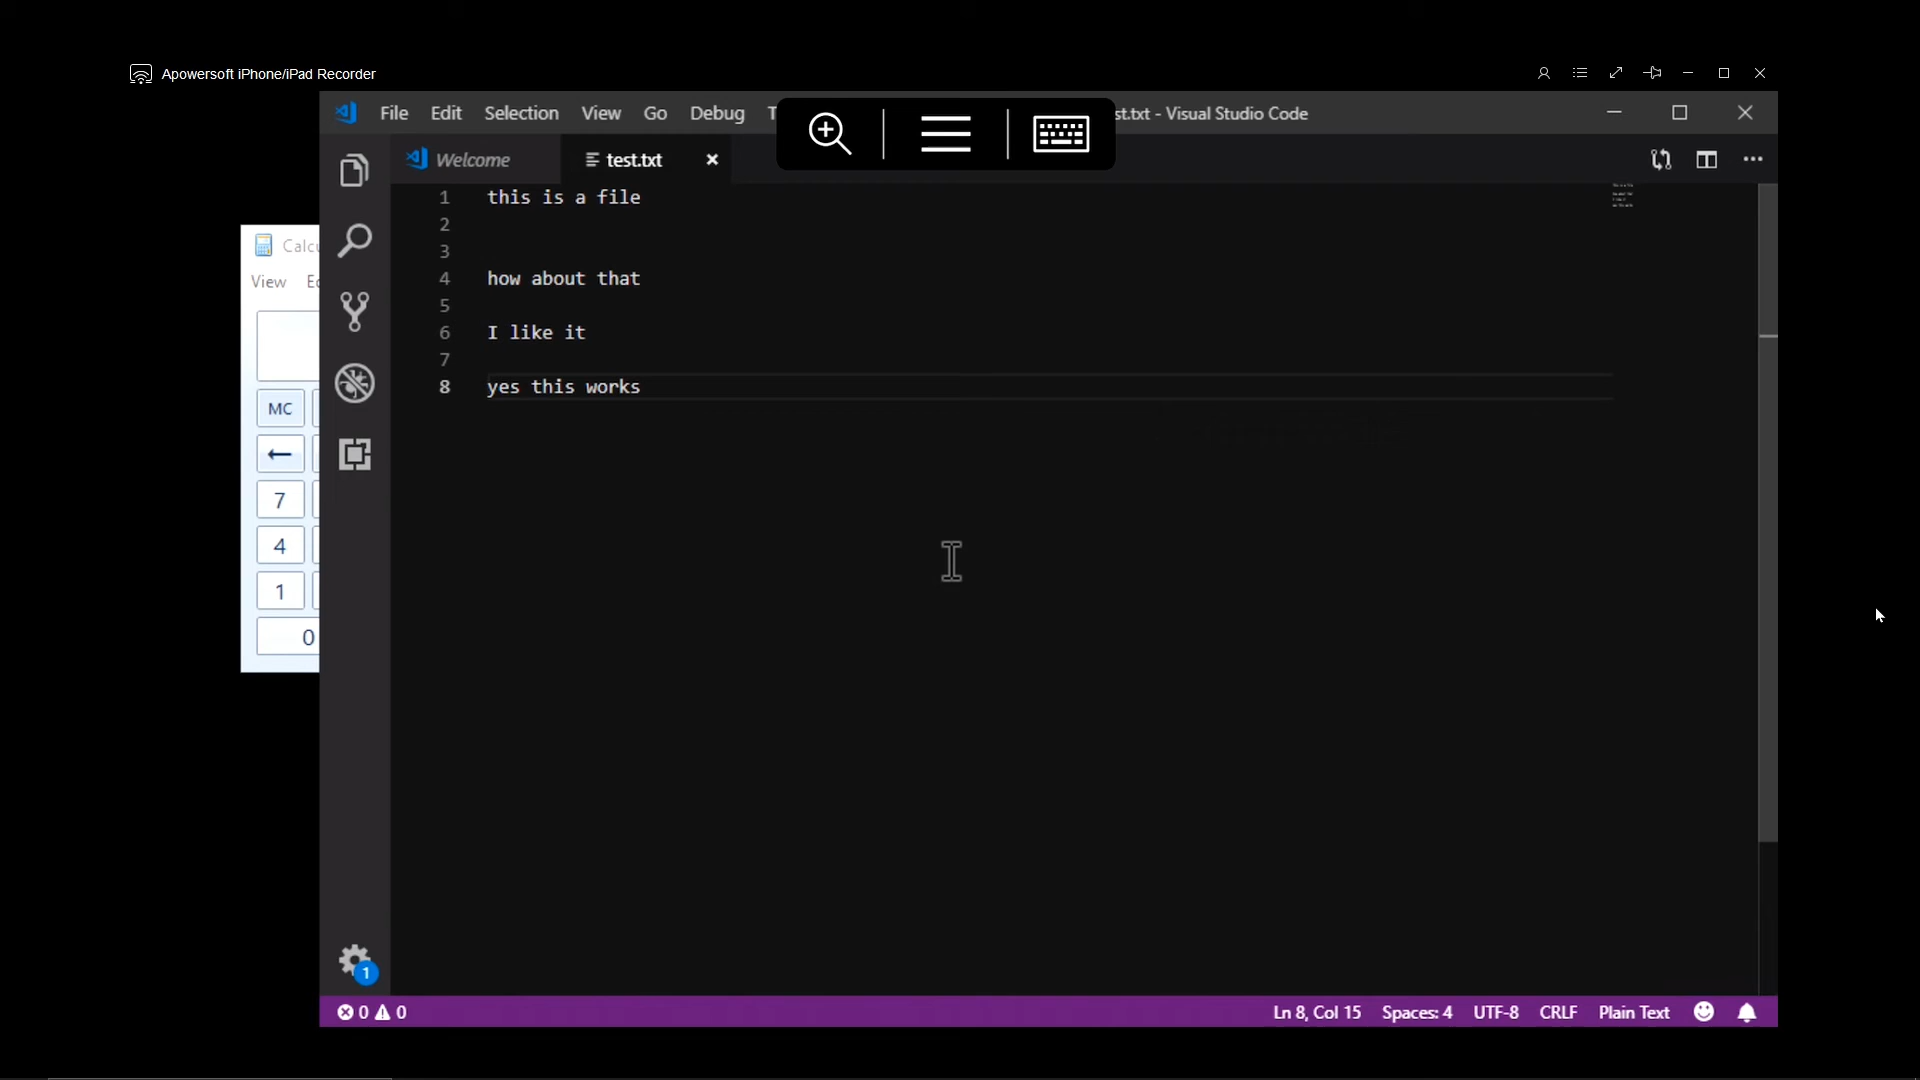 Apowersoft iPhone/iPad Recorder
File Edit Selection View Go Debug
st.txt - Visual Studio Code
Welcome
test.txt
1 this is a file
2
3
4 how about that
5
6 I like it
7
8 yes this works
View
MC
←
7
4
1
0
1
0 0
Ln 8, Col 15 Spaces: 4 UTF-8 CRLF Plain Text